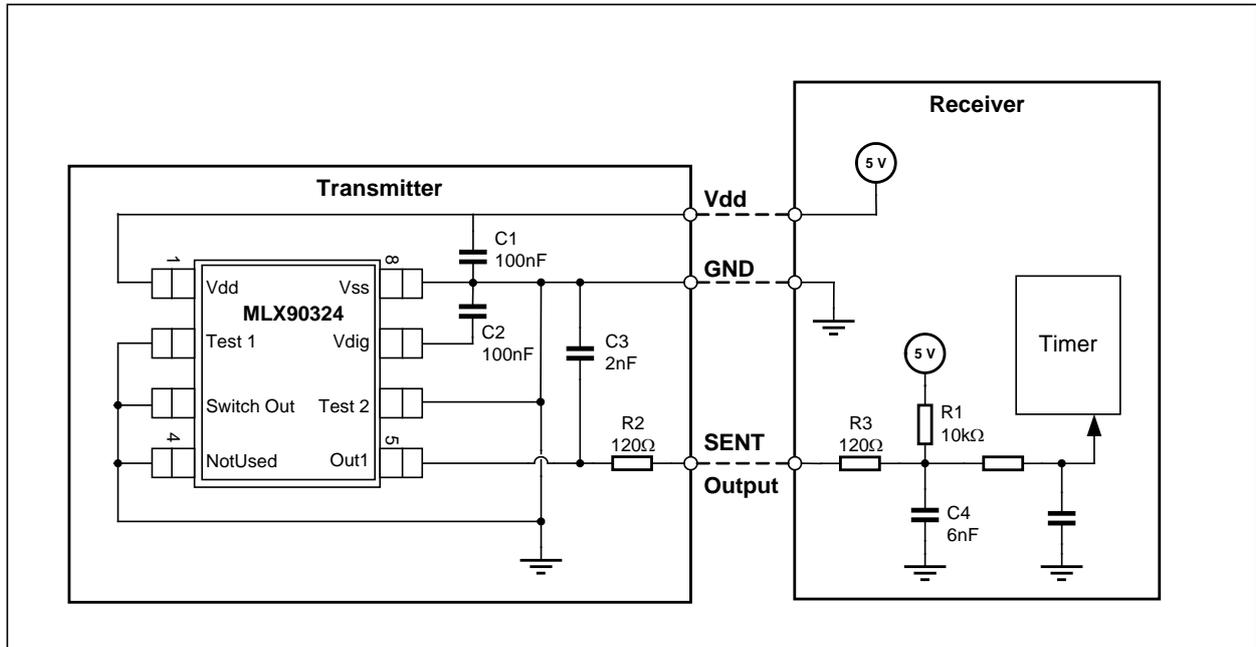 Receiver
5 V
Transmitter
Vdd
C1
100nF
GND
1
8
Vdd
Vss
MLX90324
Test 1
Vdig
C2
100nF
C3
2nF
5 V
Timer
Switch Out
Test 2
R1
10kΩ
R2
120Ω
SENT
R3
120Ω
4
5
NotUsed
Out1
Output
C4
6nF